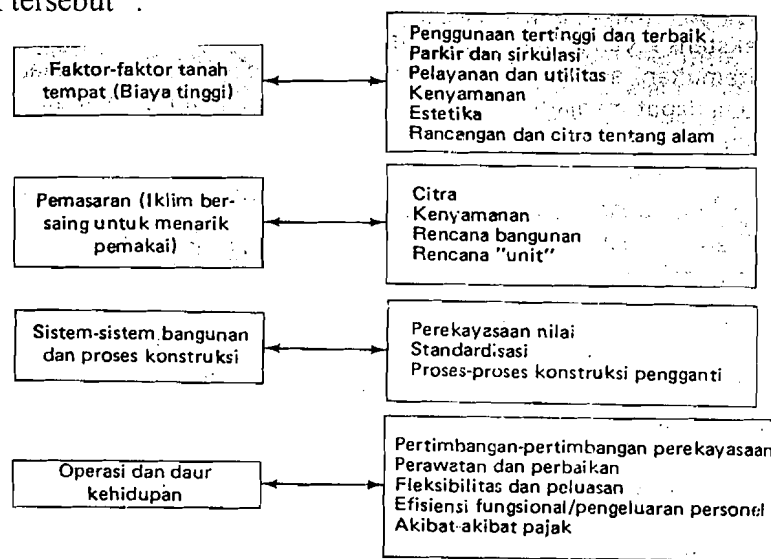 tersebut".
Faktor-faktor tanah
tempat (Biaya tinggi)
Penggunaan tertinggi dan terbaik
Parkir dan sirkulasi
Pelayanan dan utilitas
Kenyamanan
Estetika
Rancangan dan citra tentang alam
Pemasaran (Iklim ber-
saing untuk menarik
pemakai)
Citra
Kenyamanan
Rencana bangunan
Rencana "unit"
Sistem-sistem bangunan
dan proses konstruksi
Perekayasaan nilai
Standardisasi
Proses-proses konstruksi pengganti
Operasi dan daur
kehidupan
Pertimbangan-pertimbangan perekayasaan
Perawatan dan perbaikan
Fleksibilitas dan peluasan
Efisiensi fungsional/pengeluaran personel
Akibat-akibat pajak